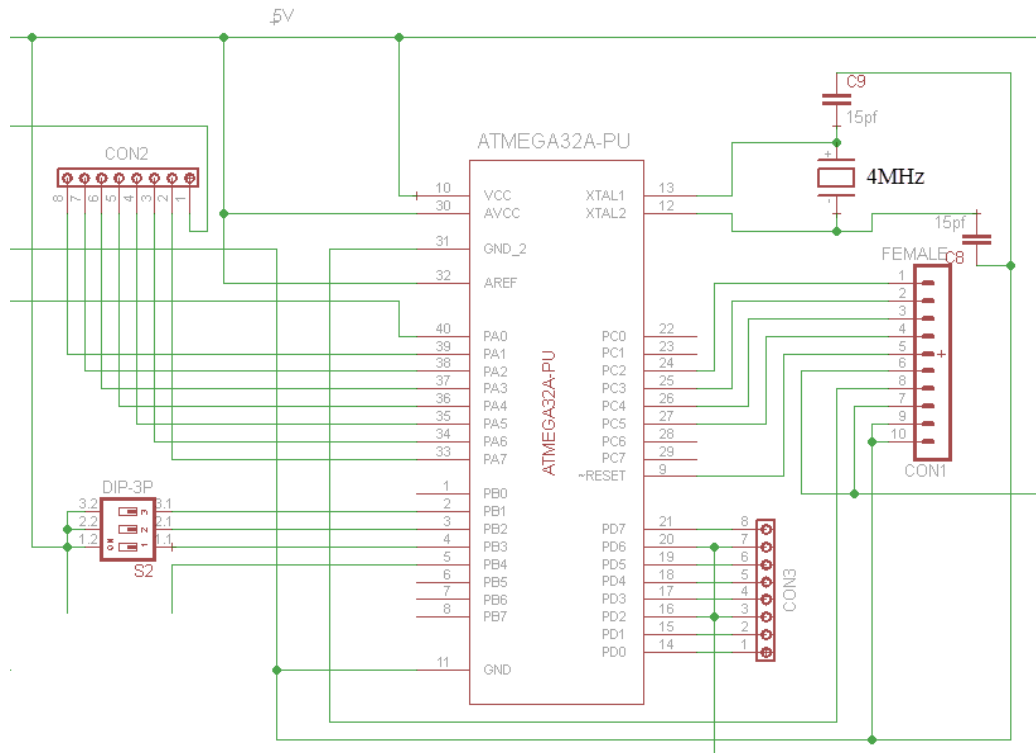 5V
C9
15pf
4MHz
15pf
C8
CON2
8 7 6 5 4 3 2 1
ATMEGA32A-PU
10 VCC XTAL1 13
30 AVCC XTAL2 12
31 GND_2
32 AREF
40 PA0 PC0 22
39 PA1 PC1 23
38 PA2 PC2 24
37 PA3 PC3 25
36 PA4 PC4 26
35 PA5 PC5 27
34 PA6 PC6 28
33 PA7 PC7 29
~RESET 9
1 PB0
2 PB1 PD7 21
3 PB2 PD6 20
4 PB3 PD5 19
5 PB4 PD4 18
6 PB5 PD3 17
7 PB6 PD2 16
8 PB7 PD1 15
PD0 14
11 GND
ATMEGA32A-PU
FEMALE
1
2
3
4
5
6
8
7
9
10
CON1
DIP-3P
3.2 3 3.1
2.2 2 2.1
1.2 ON 1 1.1
S2
8
7
6
5
4
3
2
1
CON3